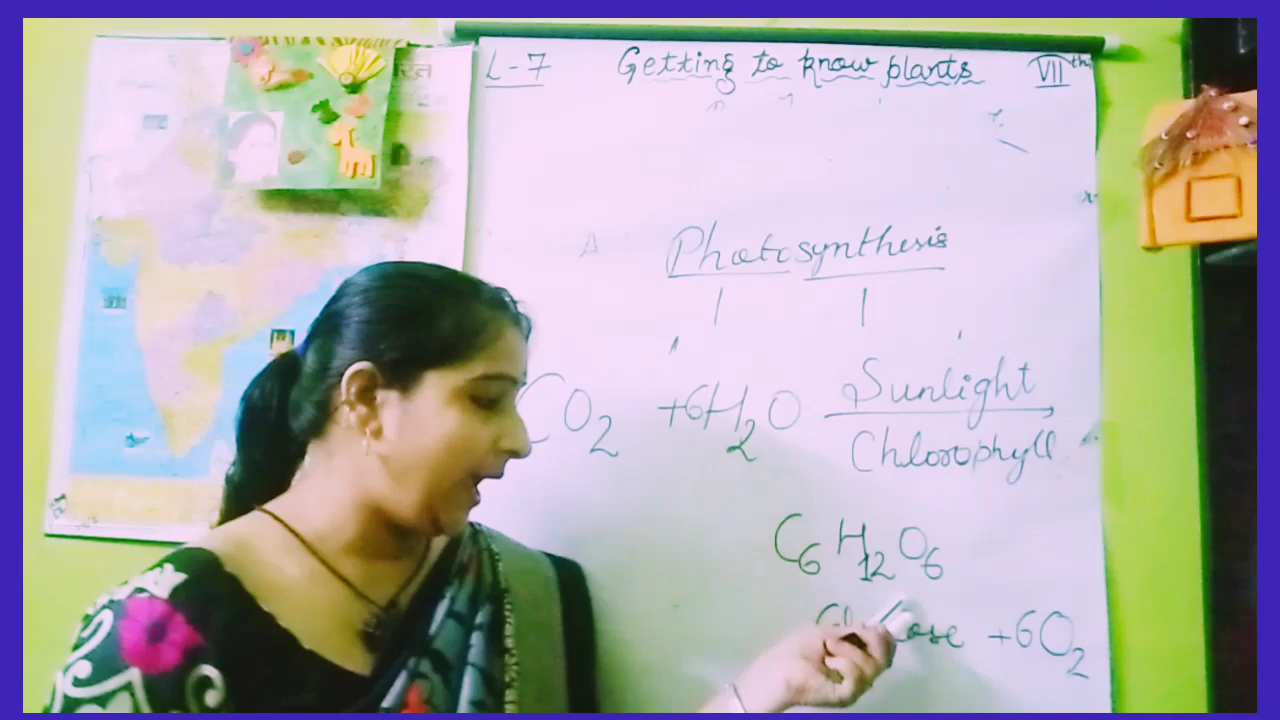 L-7 Getting to know plants VIIth
Photosynthesis
CO2 +6H2O Sunlight
Chlorophyll
C6H12O6
+6O2